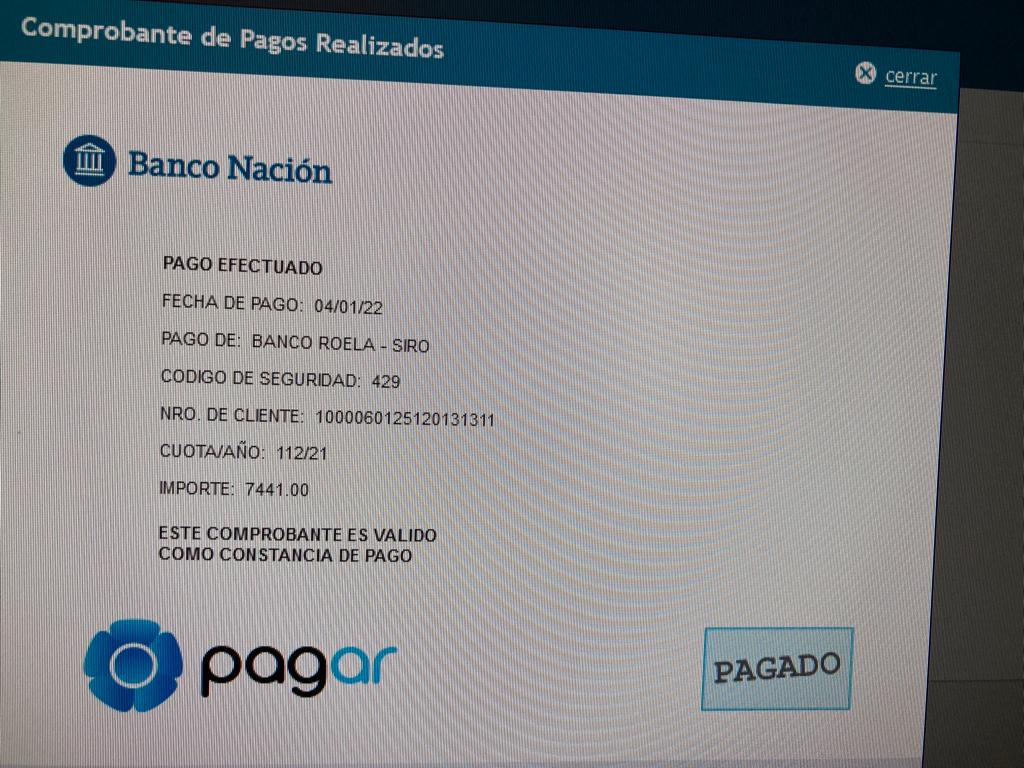 Comprobante de Pagos Realizados
cerrar
Banco Nación
PAGO EFECTUADO
FECHA DE PAGO: 04/01/22
PAGO DE: BANCO ROELA - SIRO
CODIGO DE SEGURIDAD: 429
NRO. DE CLIENTE: 1000060125120131311
CUOTA/AÑO: 112/21
IMPORTE: 7441.00
ESTE COMPROBANTE ES VALIDO
COMO CONSTANCIA DE PAGO
pagar
PAGADO